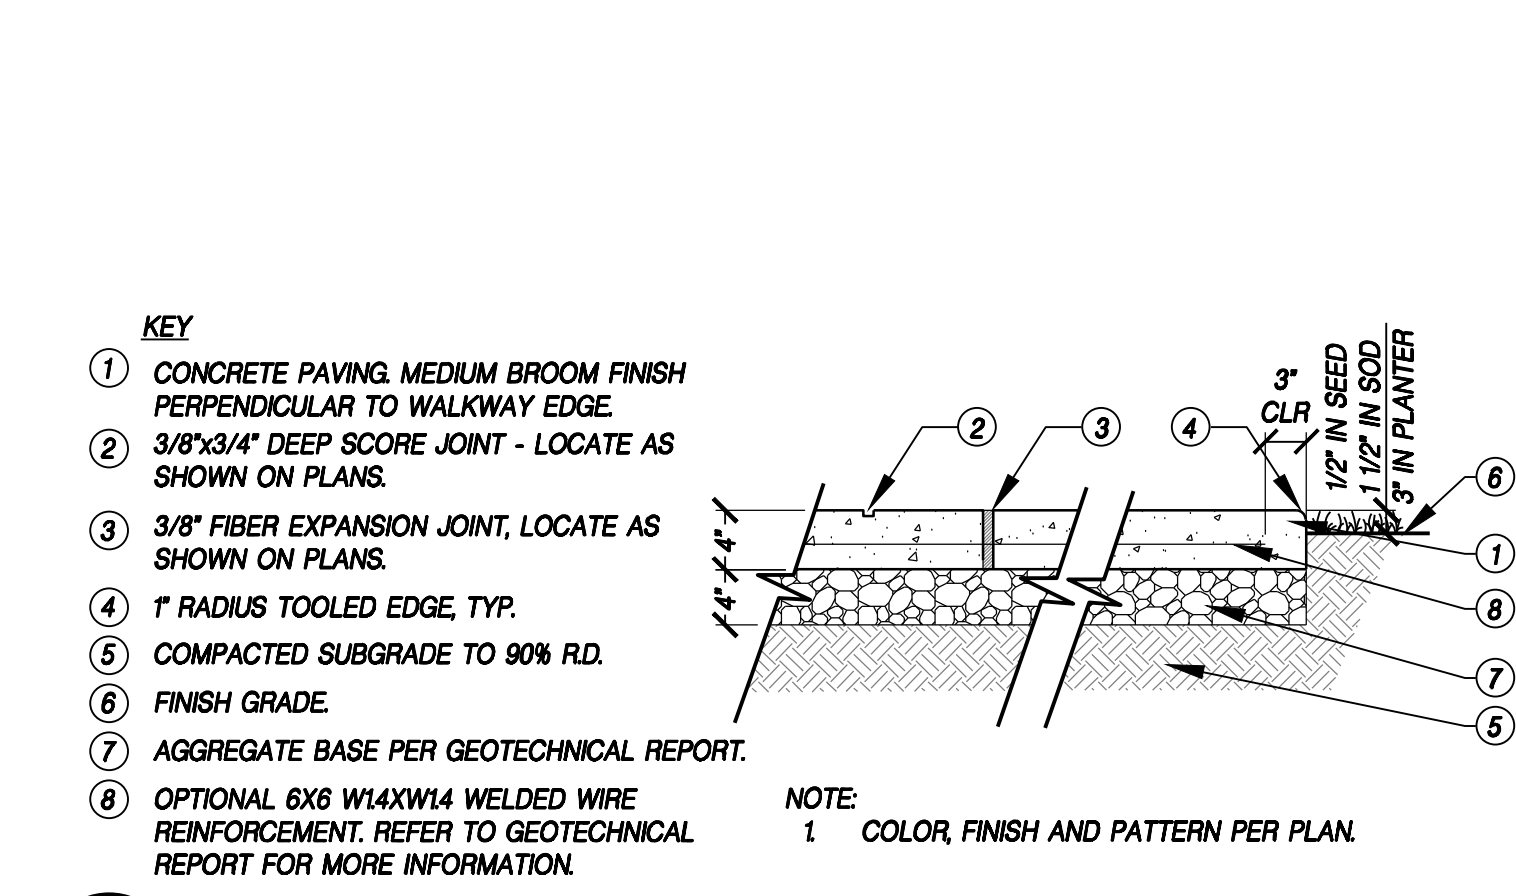 KEY
1 CONCRETE PAVING. MEDIUM BROOM FINISH
PERPENDICULAR TO WALKWAY EDGE.
2 3/8"x3/4" DEEP SCORE JOINT - LOCATE AS
SHOWN ON PLANS.
3 3/8" FIBER EXPANSION JOINT, LOCATE AS
SHOWN ON PLANS.
4 1" RADIUS TOOLED EDGE, TYP.
5 COMPACTED SUBGRADE TO 90% R.D.
6 FINISH GRADE.
7 AGGREGATE BASE PER GEOTECHNICAL REPORT.
8 OPTIONAL 6X6 W1.4XW1.4 WELDED WIRE
REINFORCEMENT. REFER TO GEOTECHNICAL
REPORT FOR MORE INFORMATION.
2
3
4
3"
CLR
1/2" IN SEED
1 1/2" IN SOD
3" IN PLANTER
6
1
8
7
5
4"
4"
NOTE:
1. COLOR, FINISH AND PATTERN PER PLAN.